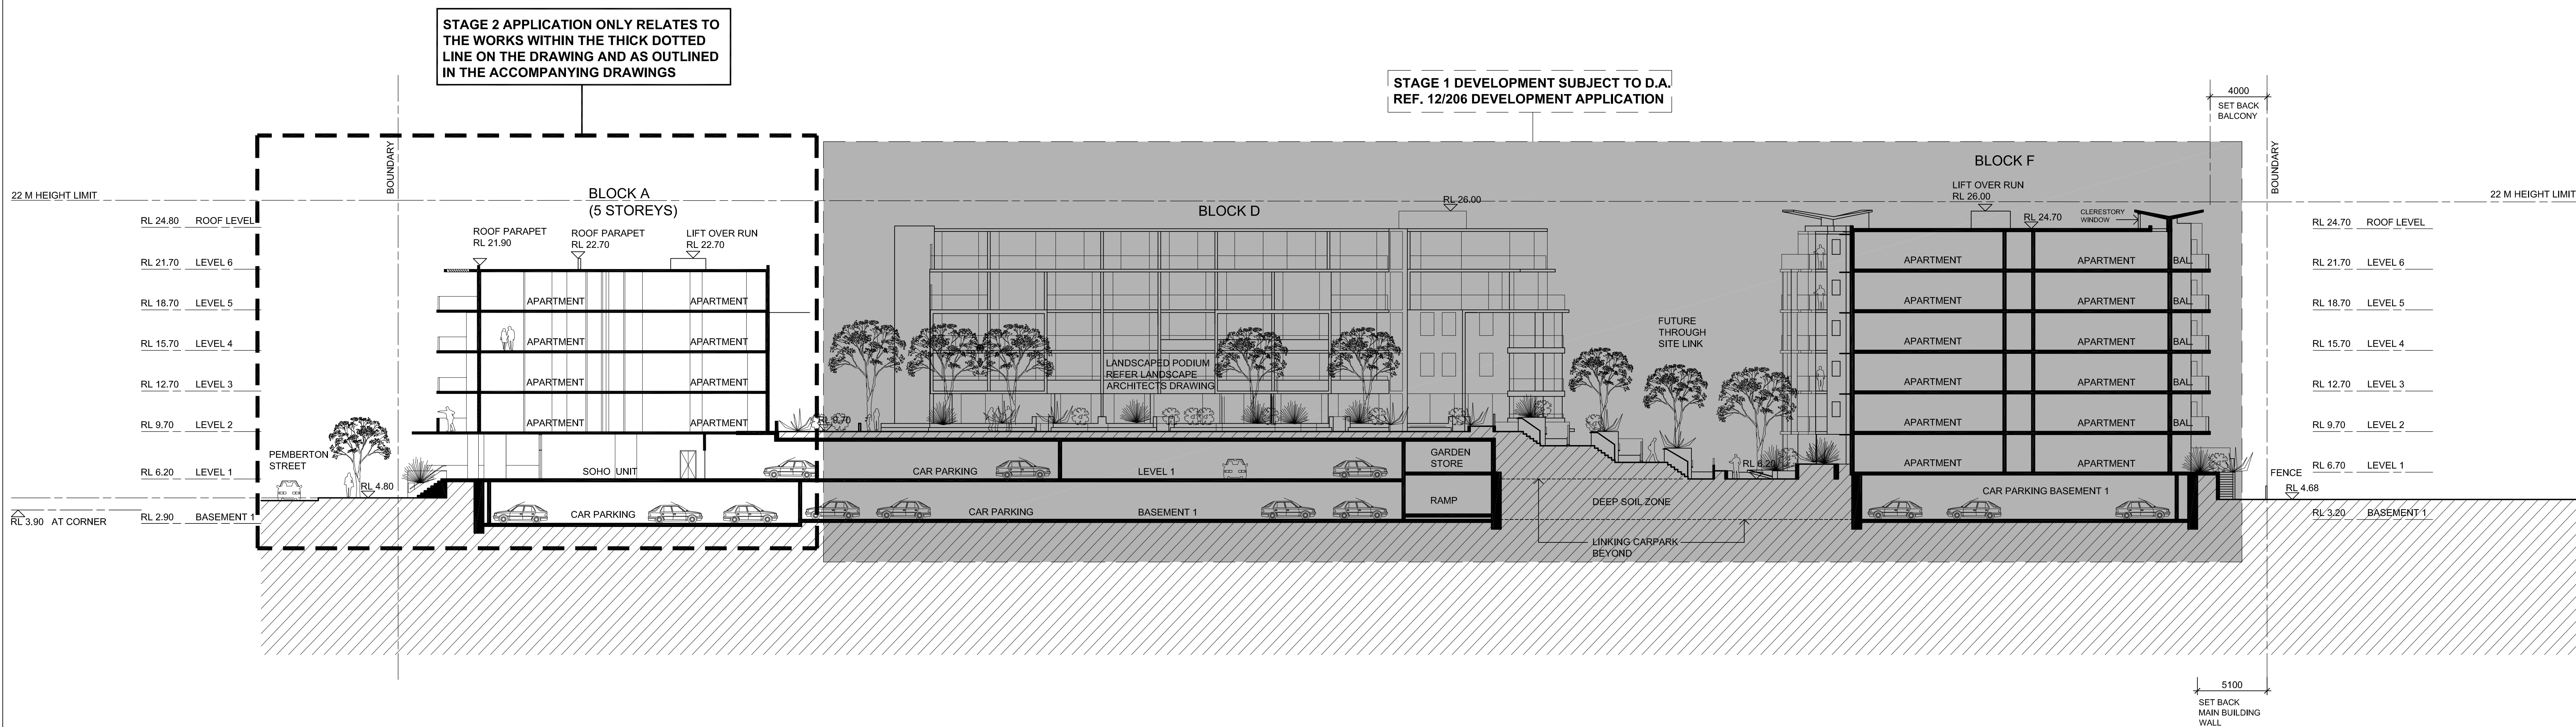 STAGE 2 APPLICATION ONLY RELATES TO
THE WORKS WITHIN THE THICK DOTTED
LINE ON THE DRAWING AND AS OUTLINED
IN THE ACCOMPANYING DRAWINGS
STAGE 1 DEVELOPMENT SUBJECT TO D.A.
REF. 12/206 DEVELOPMENT APPLICATION
4000
SET BACK
BALCONY
BOUNDARY
BOUNDARY
22 M HEIGHT LIMIT
22 M HEIGHT LIMIT
RL 24.80 ROOF LEVEL
RL 21.70 LEVEL 6
RL 18.70 LEVEL 5
RL 15.70 LEVEL 4
RL 12.70 LEVEL 3
RL 9.70 LEVEL 2
RL 6.20 LEVEL 1
RL 2.90 BASEMENT 1
RL 3.90 AT CORNER
PEMBERTON
STREET
RL 4.80
BLOCK A
(5 STOREYS)
ROOF PARAPET
RL 21.90
ROOF PARAPET
RL 22.70
LIFT OVER RUN
RL 22.70
APARTMENT APARTMENT
APARTMENT APARTMENT
APARTMENT APARTMENT
APARTMENT APARTMENT
SOHO UNIT
CAR PARKING
BLOCK D
RL 26.00
LANDSCAPED PODIUM
REFER LANDSCAPE
ARCHITECTS DRAWING
RL 9.70
CAR PARKING LEVEL 1
GARDEN
STORE
CAR PARKING BASEMENT 1
RAMP
FUTURE
THROUGH
SITE LINK
RL 6.20
DEEP SOIL ZONE
LINKING CARPARK
BEYOND
BLOCK F
LIFT OVER RUN
RL 26.00
RL 24.70
CLERESTORY
WINDOW
APARTMENT APARTMENT BAL.
APARTMENT APARTMENT BAL.
APARTMENT APARTMENT BAL.
APARTMENT APARTMENT BAL.
APARTMENT APARTMENT BAL.
APARTMENT APARTMENT
CAR PARKING BASEMENT 1
FENCE
RL 4.68
RL 24.70 ROOF LEVEL
RL 21.70 LEVEL 6
RL 18.70 LEVEL 5
RL 15.70 LEVEL 4
RL 12.70 LEVEL 3
RL 9.70 LEVEL 2
RL 6.70 LEVEL 1
RL 3.20 BASEMENT 1
5100
SET BACK
MAIN BUILDING
WALL